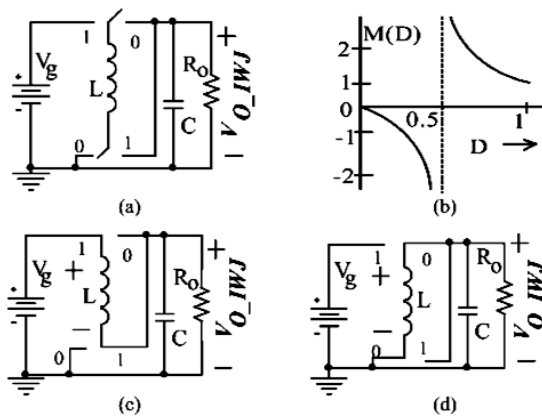 1 0
V_g
L
R_o
+
V_O_IWJ
C
0 1
−
(a)
M(D)
2
1
0
0.5
1
-1
D →
-2
(b)
1 0
V_g
+
L
R_o
+
V_O_IWJ
C
−
0 1
−
(c)
1 0
V_g
+
L
R_o
+
V_O_IWJ
C
−
0 1
−
(d)